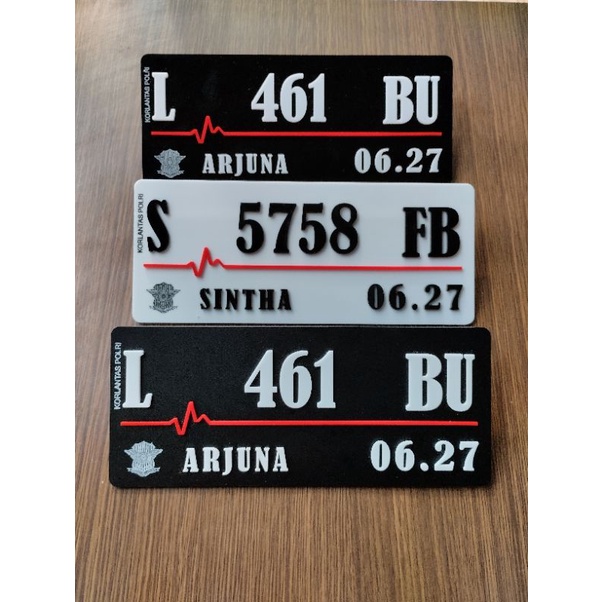 KORLANTAS POLRI
L 461 BU
ARJUNA 06.27
KORLANTAS POLRI
S 5758 FB
SINTHA 06.27
KORLANTAS POLRI
L 461 BU
ARJUNA 06.27